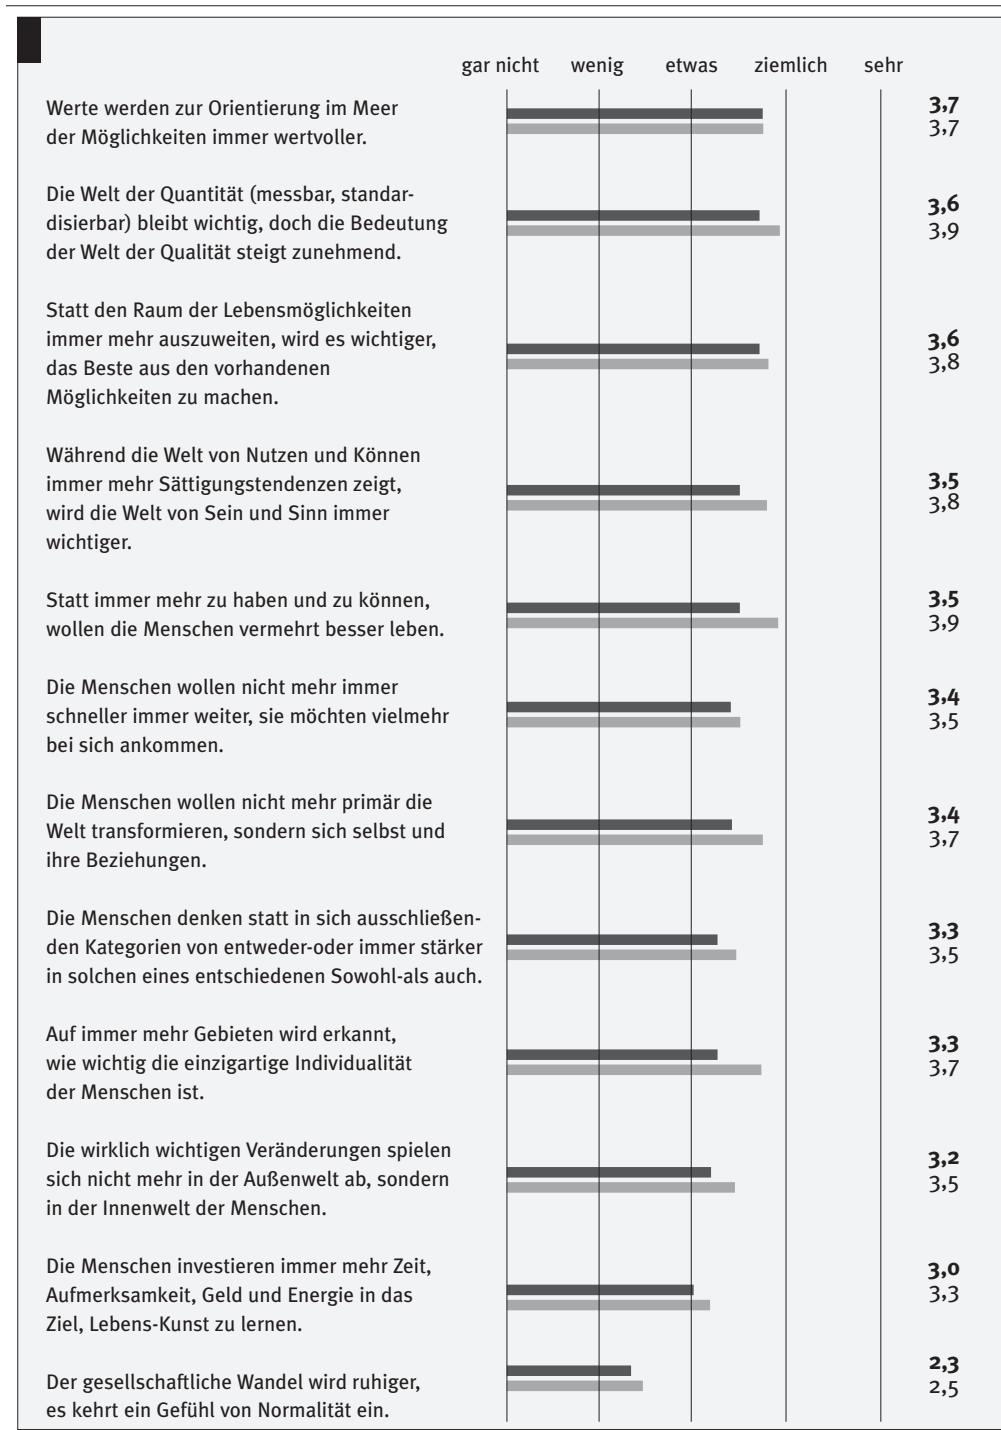 gar nicht wenig etwas ziemlich sehr
Werte werden zur Orientierung im Meer
der Möglichkeiten immer wertvoller.
3,7
3,7
Die Welt der Quantität (messbar, standar-
disierbar) bleibt wichtig, doch die Bedeutung
der Welt der Qualität steigt zunehmend.
3,6
3,9
Statt den Raum der Lebensmöglichkeiten
immer mehr auszuweiten, wird es wichtiger,
das Beste aus den vorhandenen
Möglichkeiten zu machen.
3,6
3,8
Während die Welt von Nutzen und Können
immer mehr Sättigungstendenzen zeigt,
wird die Welt von Sein und Sinn immer
wichtiger.
3,5
3,8
Statt immer mehr zu haben und zu können,
wollen die Menschen vermehrt besser leben.
3,5
3,9
Die Menschen wollen nicht mehr immer
schneller immer weiter, sie möchten vielmehr
bei sich ankommen.
3,4
3,5
Die Menschen wollen nicht mehr primär die
Welt transformieren, sondern sich selbst und
ihre Beziehungen.
3,4
3,7
Die Menschen denken statt in sich ausschließen-
den Kategorien von entweder-oder immer stärker
in solchen eines entschiedenen Sowohl-als auch.
3,3
3,5
Auf immer mehr Gebieten wird erkannt,
wie wichtig die einzigartige Individualität
der Menschen ist.
3,3
3,7
Die wirklich wichtigen Veränderungen spielen
sich nicht mehr in der Außenwelt ab, sondern
in der Innenwelt der Menschen.
3,2
3,5
Die Menschen investieren immer mehr Zeit,
Aufmerksamkeit, Geld und Energie in das
Ziel, Lebens-Kunst zu lernen.
3,0
3,3
Der gesellschaftliche Wandel wird ruhiger,
es kehrt ein Gefühl von Normalität ein.
2,3
2,5